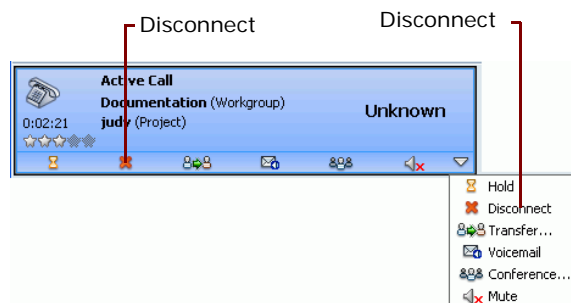 Disconnect
Disconnect
Active Call
Documentation (Workgroup)
judy (Project)
Unknown
0:02:21
Hold
Disconnect
Transfer...
Voicemail
Conference...
Mute